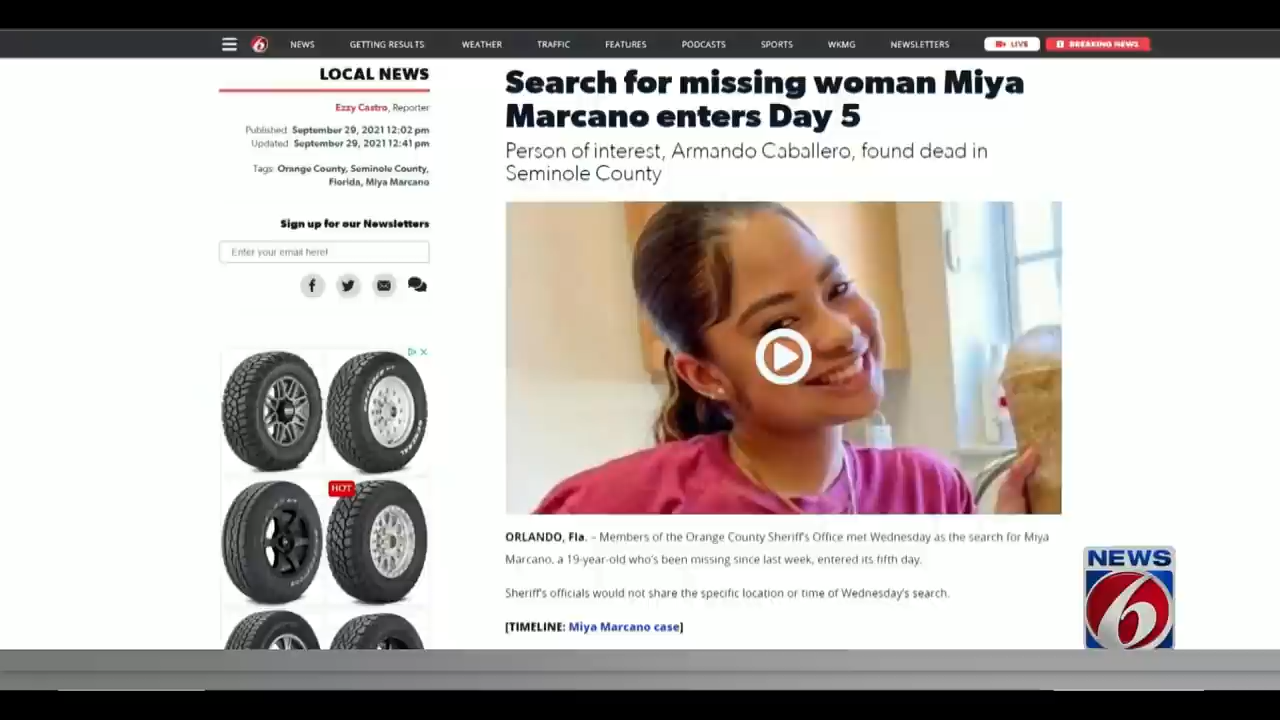 6
NEWS
GETTING RESULTS
WEATHER
TRAFFIC
FEATURES
PODCASTS
SPORTS
WKMG
NEWSLETTERS
LIVE
BREAKING NEWS
LOCAL NEWS
Ezzy Castro, Reporter
Published: September 29, 2021 12:02 pm
Updated: September 29, 2021 12:41 pm
Tags: Orange County, Seminole County,
Florida, Miya Marcano
Sign up for our Newsletters
Enter your email here!
HOT
Search for missing woman Miya
Marcano enters Day 5
Person of interest, Armando Caballero, found dead in
Seminole County
ORLANDO, Fla. – Members of the Orange County Sheriff's Office met Wednesday as the search for Miya
Marcano, a 19-year-old who's been missing since last week, entered its fifth day.
Sheriff's officials would not share the specific location or time of Wednesday's search.
[TIMELINE: Miya Marcano case]
NEWS
6